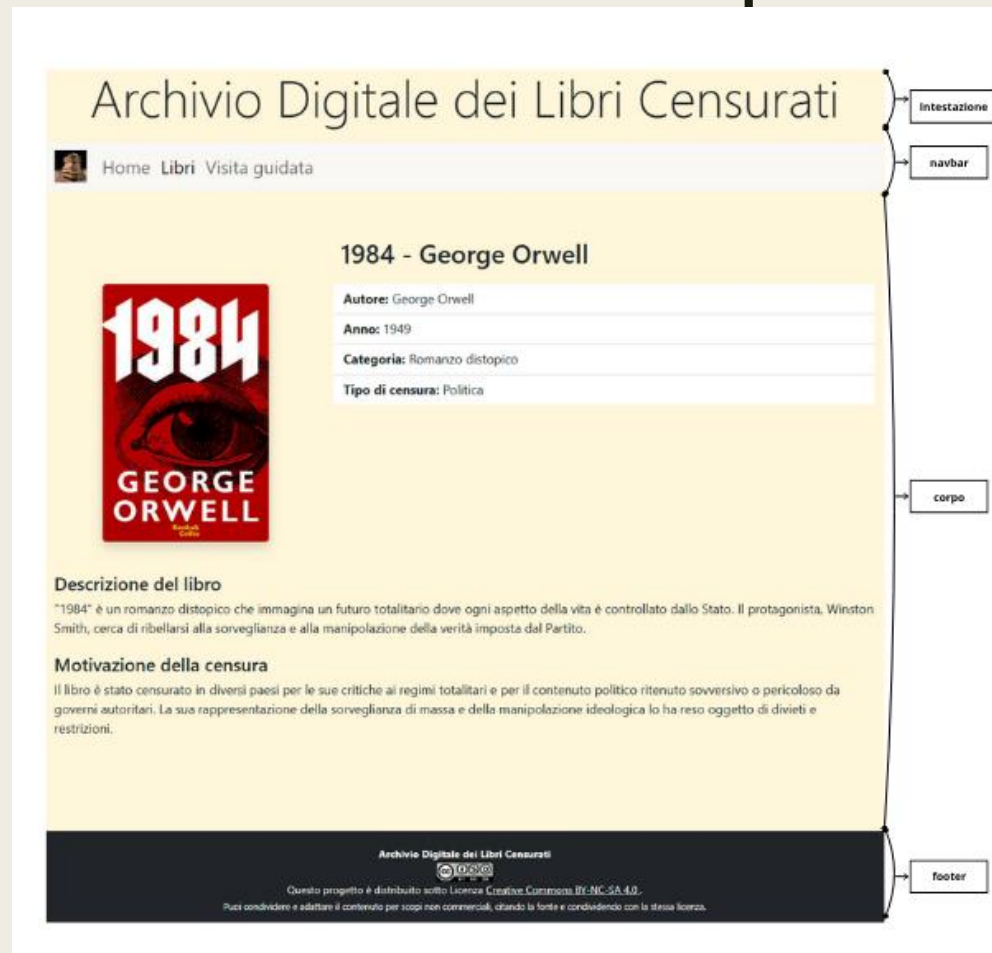 Archivio Digitale dei Libri Censurati
Intestazione
Home Libri Visita guidata
navbar
1984 - George Orwell
1984
GEORGE
ORWELL
Autore: George Orwell
Anno: 1949
Categoria: Romanzo distopico
Tipo di censura: Politica
corpo
Descrizione del libro
"1984" è un romanzo distopico che immagina un futuro totalitario dove ogni aspetto della vita è controllato dallo Stato. Il protagonista, Winston
Smith, cerca di ribellarsi alla sorveglianza e alla manipolazione della verità imposta dal Partito.
Motivazione della censura
Il libro è stato censurato in diversi paesi per le sue critiche ai regimi totalitari e per il contenuto politico ritenuto sovversivo o pericoloso da
governi autoritari. La sua rappresentazione della sorveglianza di massa e della manipolazione ideologica lo ha reso oggetto di divieti e
restrizioni.
Archivio Digitale dei Libri Censurati
Questo progetto è distribuito sotto Licenza Creative Commons BY-NC-SA 4.0 .
Puoi condividere e adattare il contenuto per scopi non commerciali, citando la fonte e condividendo con la stessa licenza.
footer